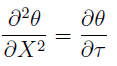 ∂²θ/∂X² = ∂θ/∂τ